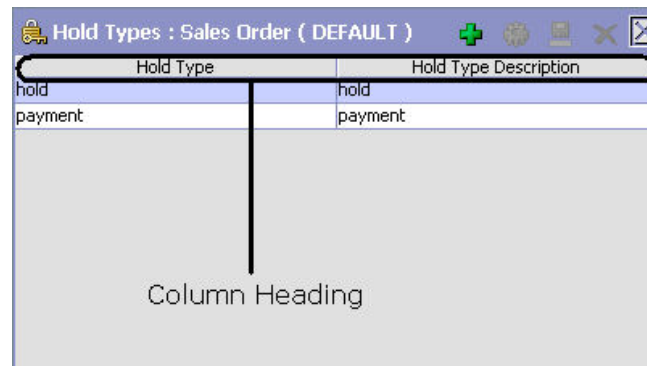 Hold Types : Sales Order ( DEFAULT )
Hold Type Hold Type Description
hold hold
payment payment
Column Heading